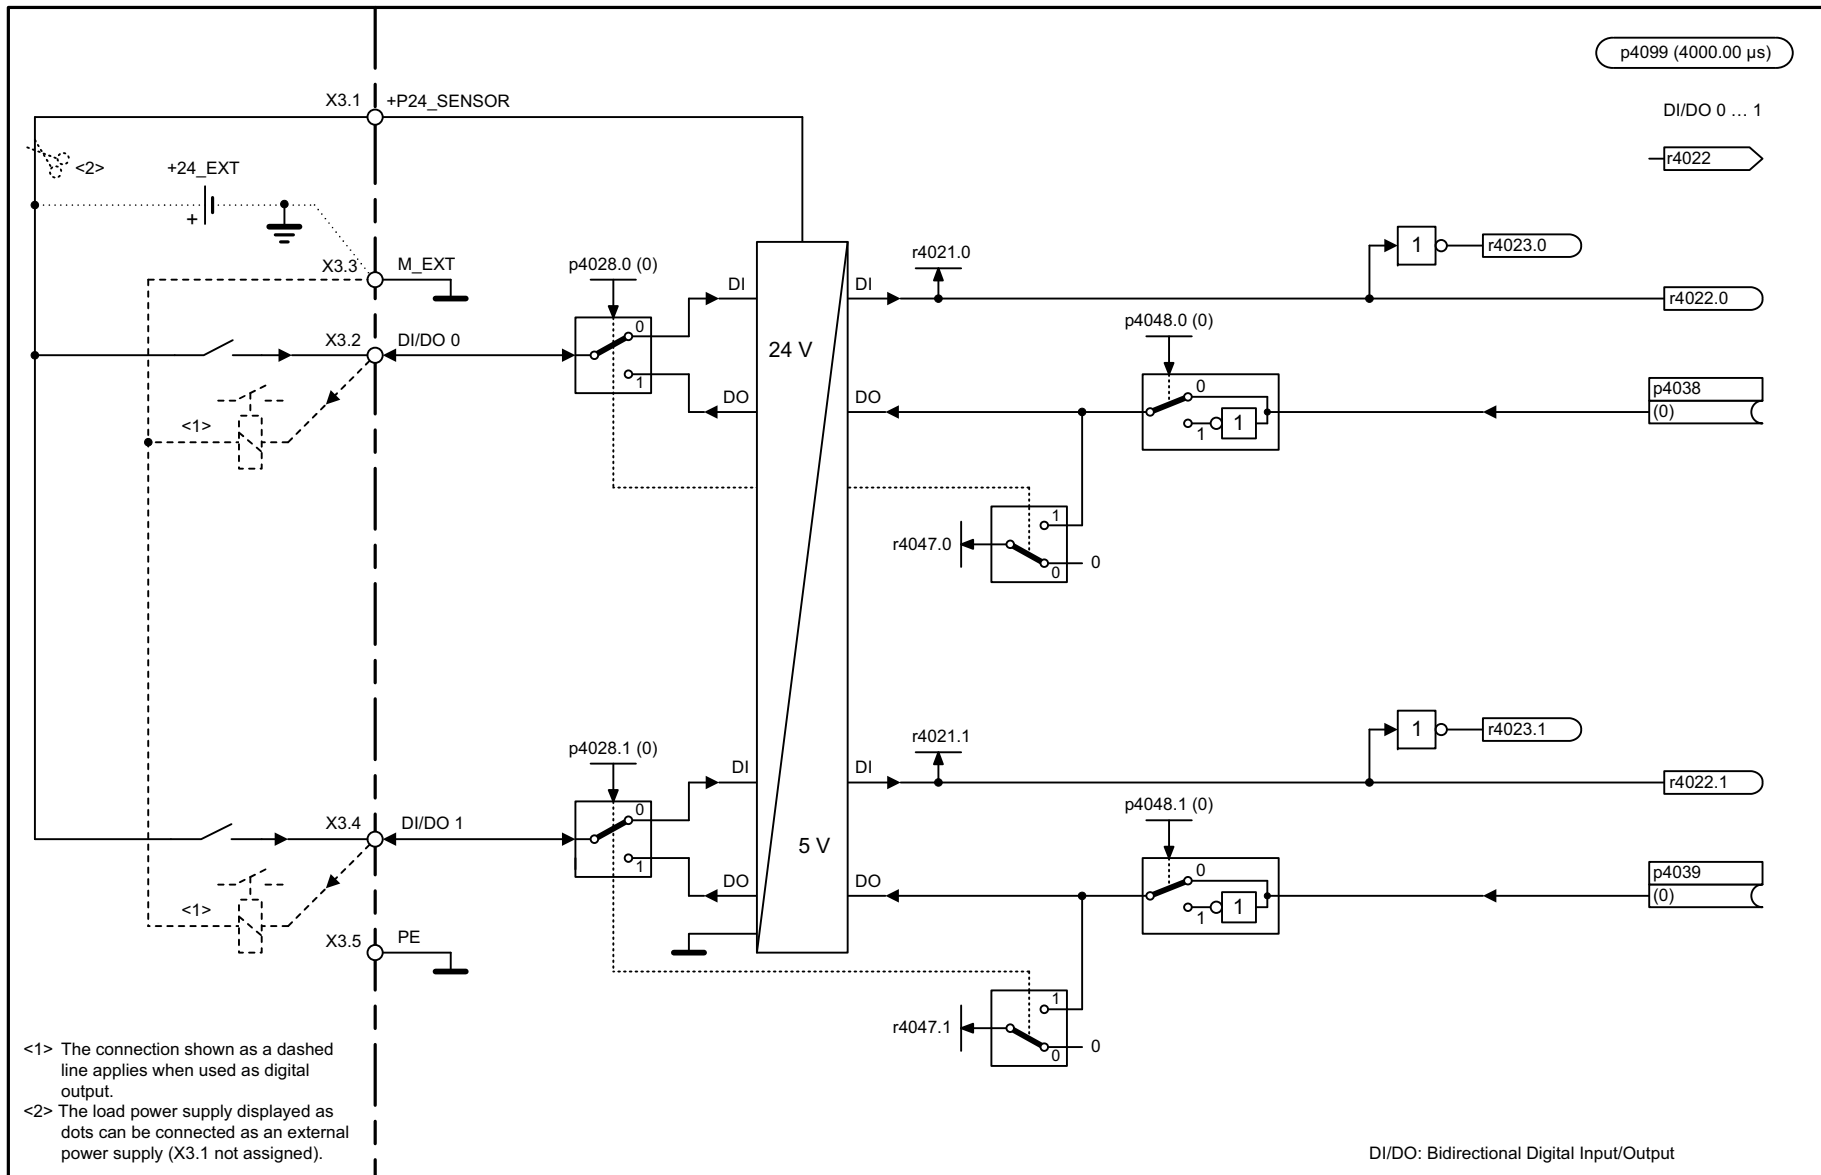 p4099 (4000.00 µs)
X3.1 +P24_SENSOR
DI/DO 0 … 1
r4022
<2>
+24_EXT
+
X3.3 M_EXT
p4028.0 (0)
r4021.0
1
r4023.0
DI
DI
r4022.0
X3.2 DI/DO 0
0
1
24 V
p4048.0 (0)
0
1
1
p4038
(0)
DO
DO
<1>
r4047.0
1
0
0
p4028.1 (0)
r4021.1
1
r4023.1
DI
DI
r4022.1
X3.4 DI/DO 1
0
1
5 V
p4048.1 (0)
0
1
1
p4039
(0)
DO
DO
<1>
X3.5 PE
r4047.1
1
0
0
<1> The connection shown as a dashed
line applies when used as digital
output.
<2> The load power supply displayed as
dots can be connected as an external
power supply (X3.1 not assigned).
DI/DO: Bidirectional Digital Input/Output